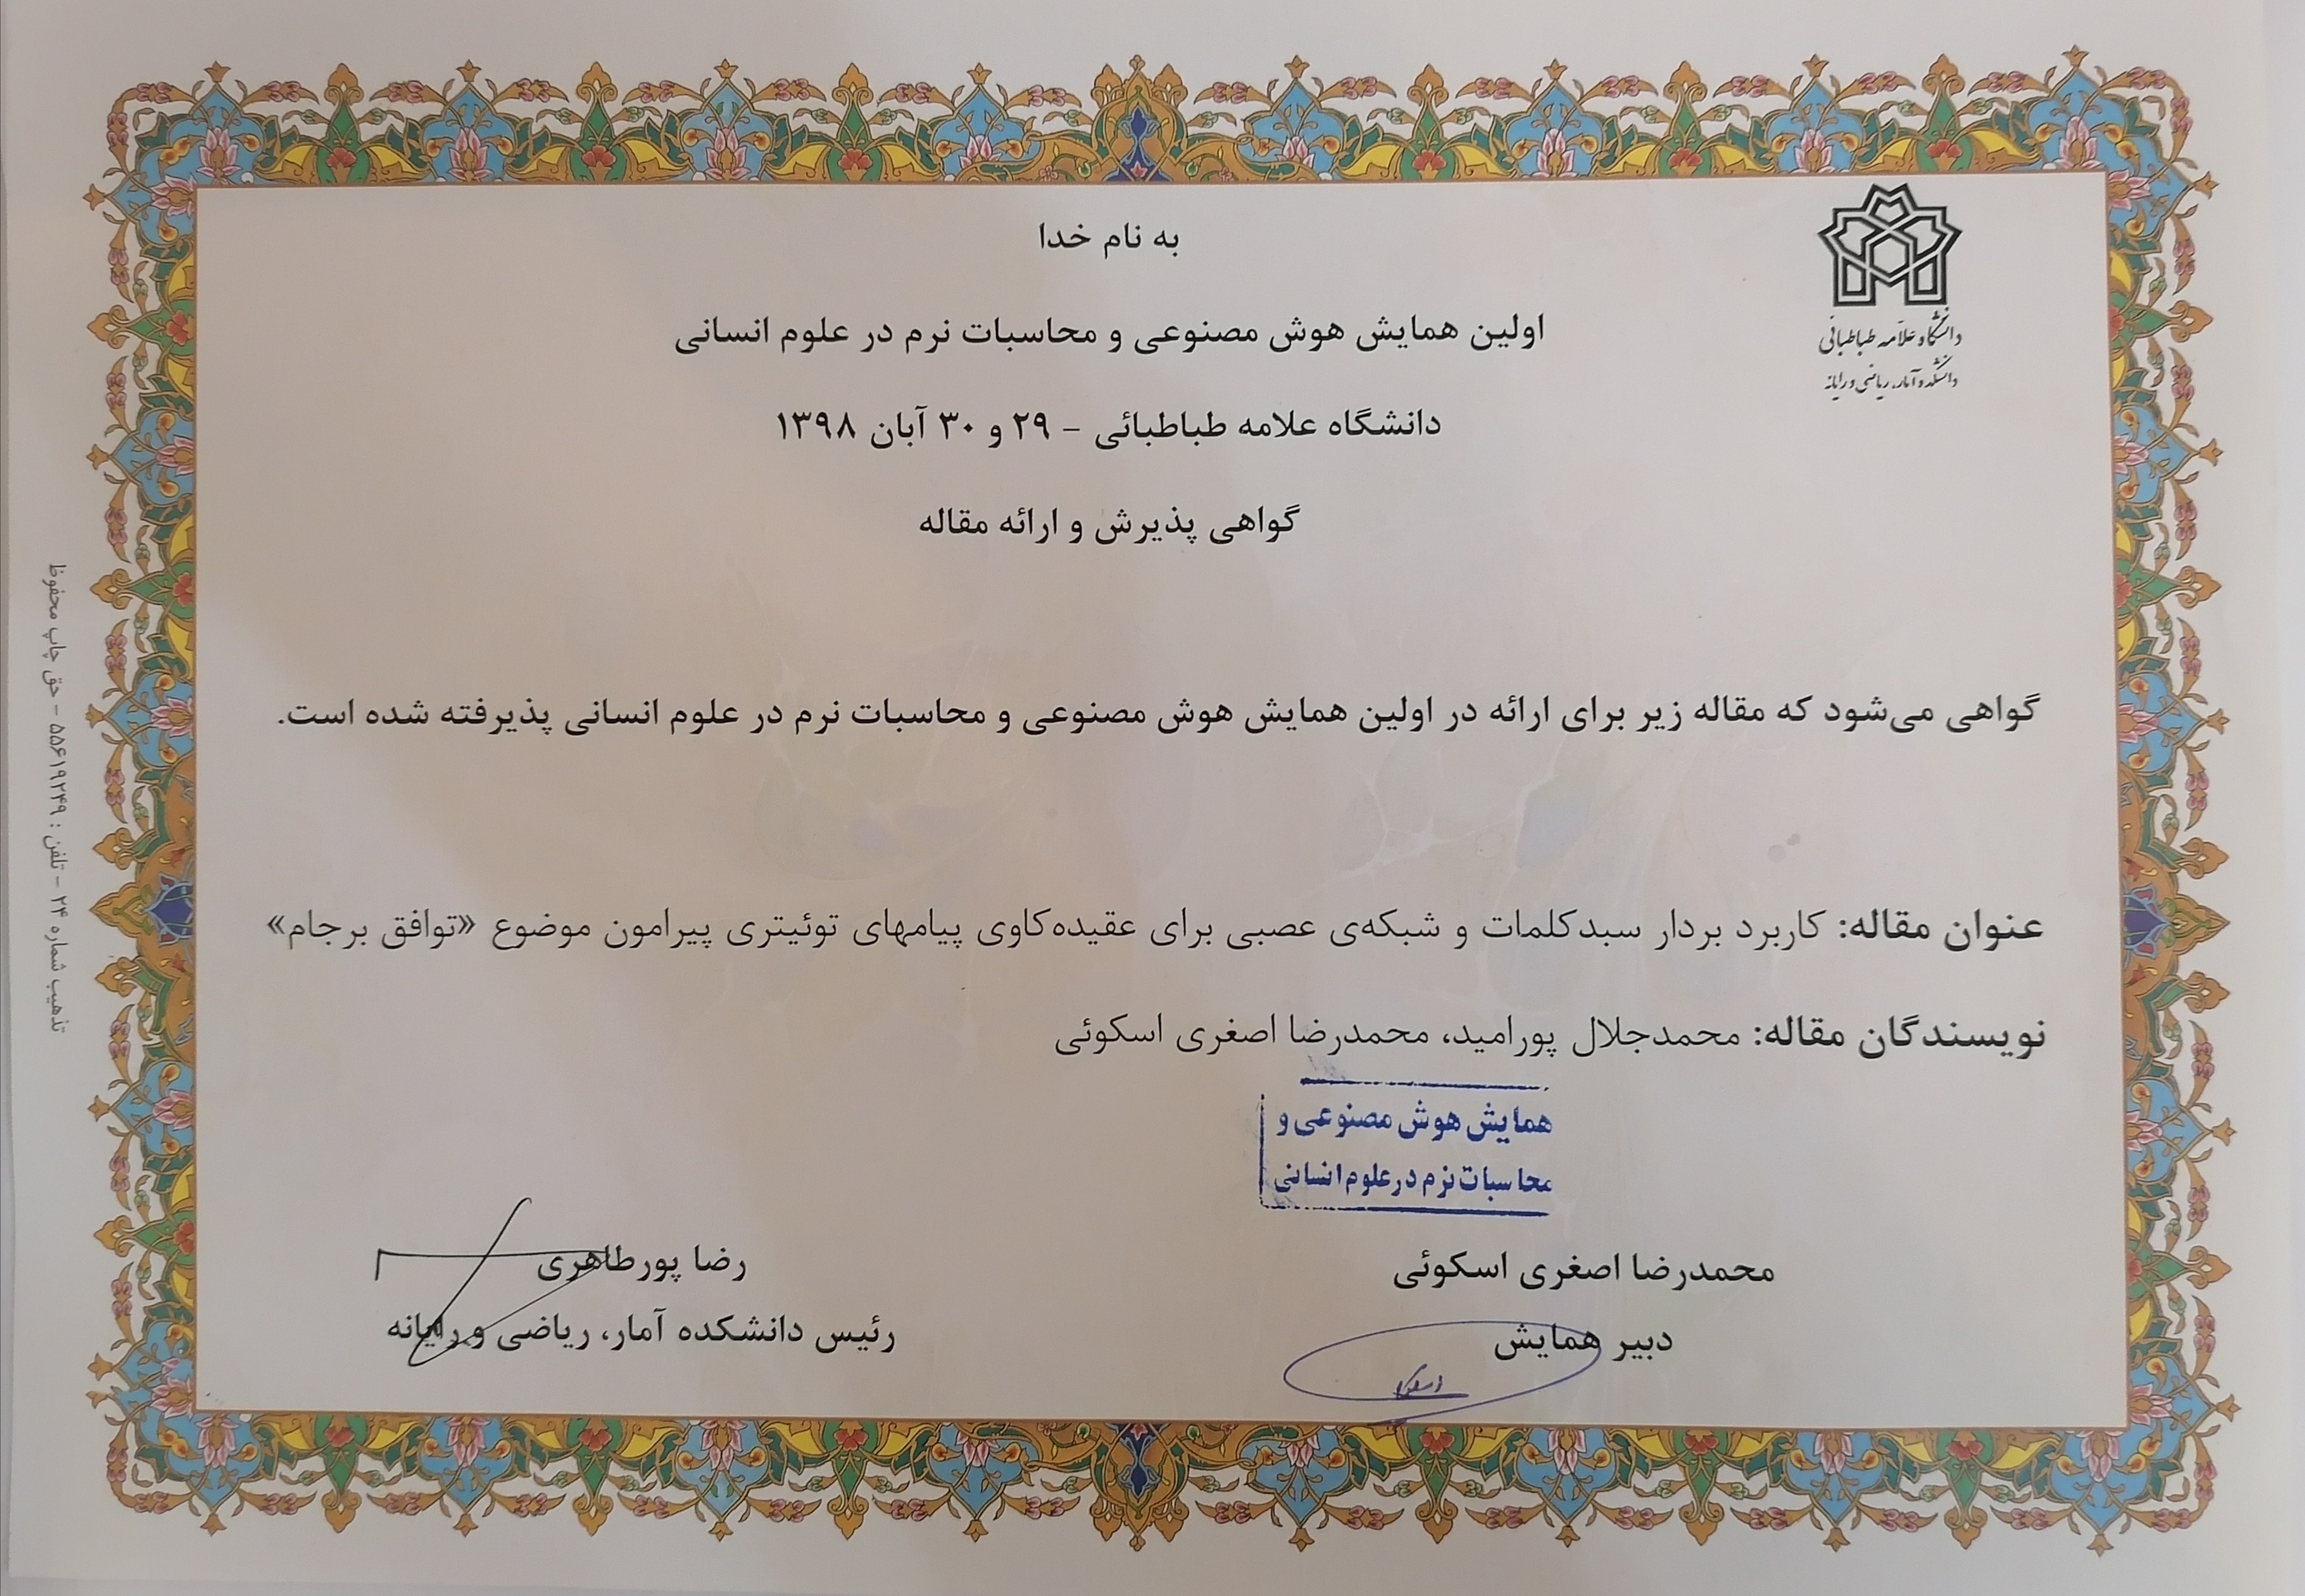 به نام خدا
دانشگاه علامه طباطبائی
دانشکده آمار، ریاضی و رایانه
اولین همایش هوش مصنوعی و محاسبات نرم در علوم انسانی
دانشگاه علامه طباطبائی – ۲۹ و ۳۰ آبان ۱۳۹۸
گواهی پذیرش و ارائه مقاله
گواهی می‌شود که مقاله زیر برای ارائه در اولین همایش هوش مصنوعی و محاسبات نرم در علوم انسانی پذیرفته شده است.
عنوان مقاله: کاربرد بردار سبدکلمات و شبکه‌ی عصبی برای عقیده‌کاوی پیامهای توئیتری پیرامون موضوع «توافق برجام»
نویسندگان مقاله: محمدجلال پورامید، محمدرضا اصغری اسکوئی
همایش هوش مصنوعی و
محاسبات نرم در علوم انسانی
محمدرضا اصغری اسکوئی
دبیر همایش
رضا پورطاهری
رئیس دانشکده آمار، ریاضی و رایانه
تذهیب شماره ۲۴ – تلفن : ۵۵۶۱۹۲۴۹ – حق چاپ محفوظ